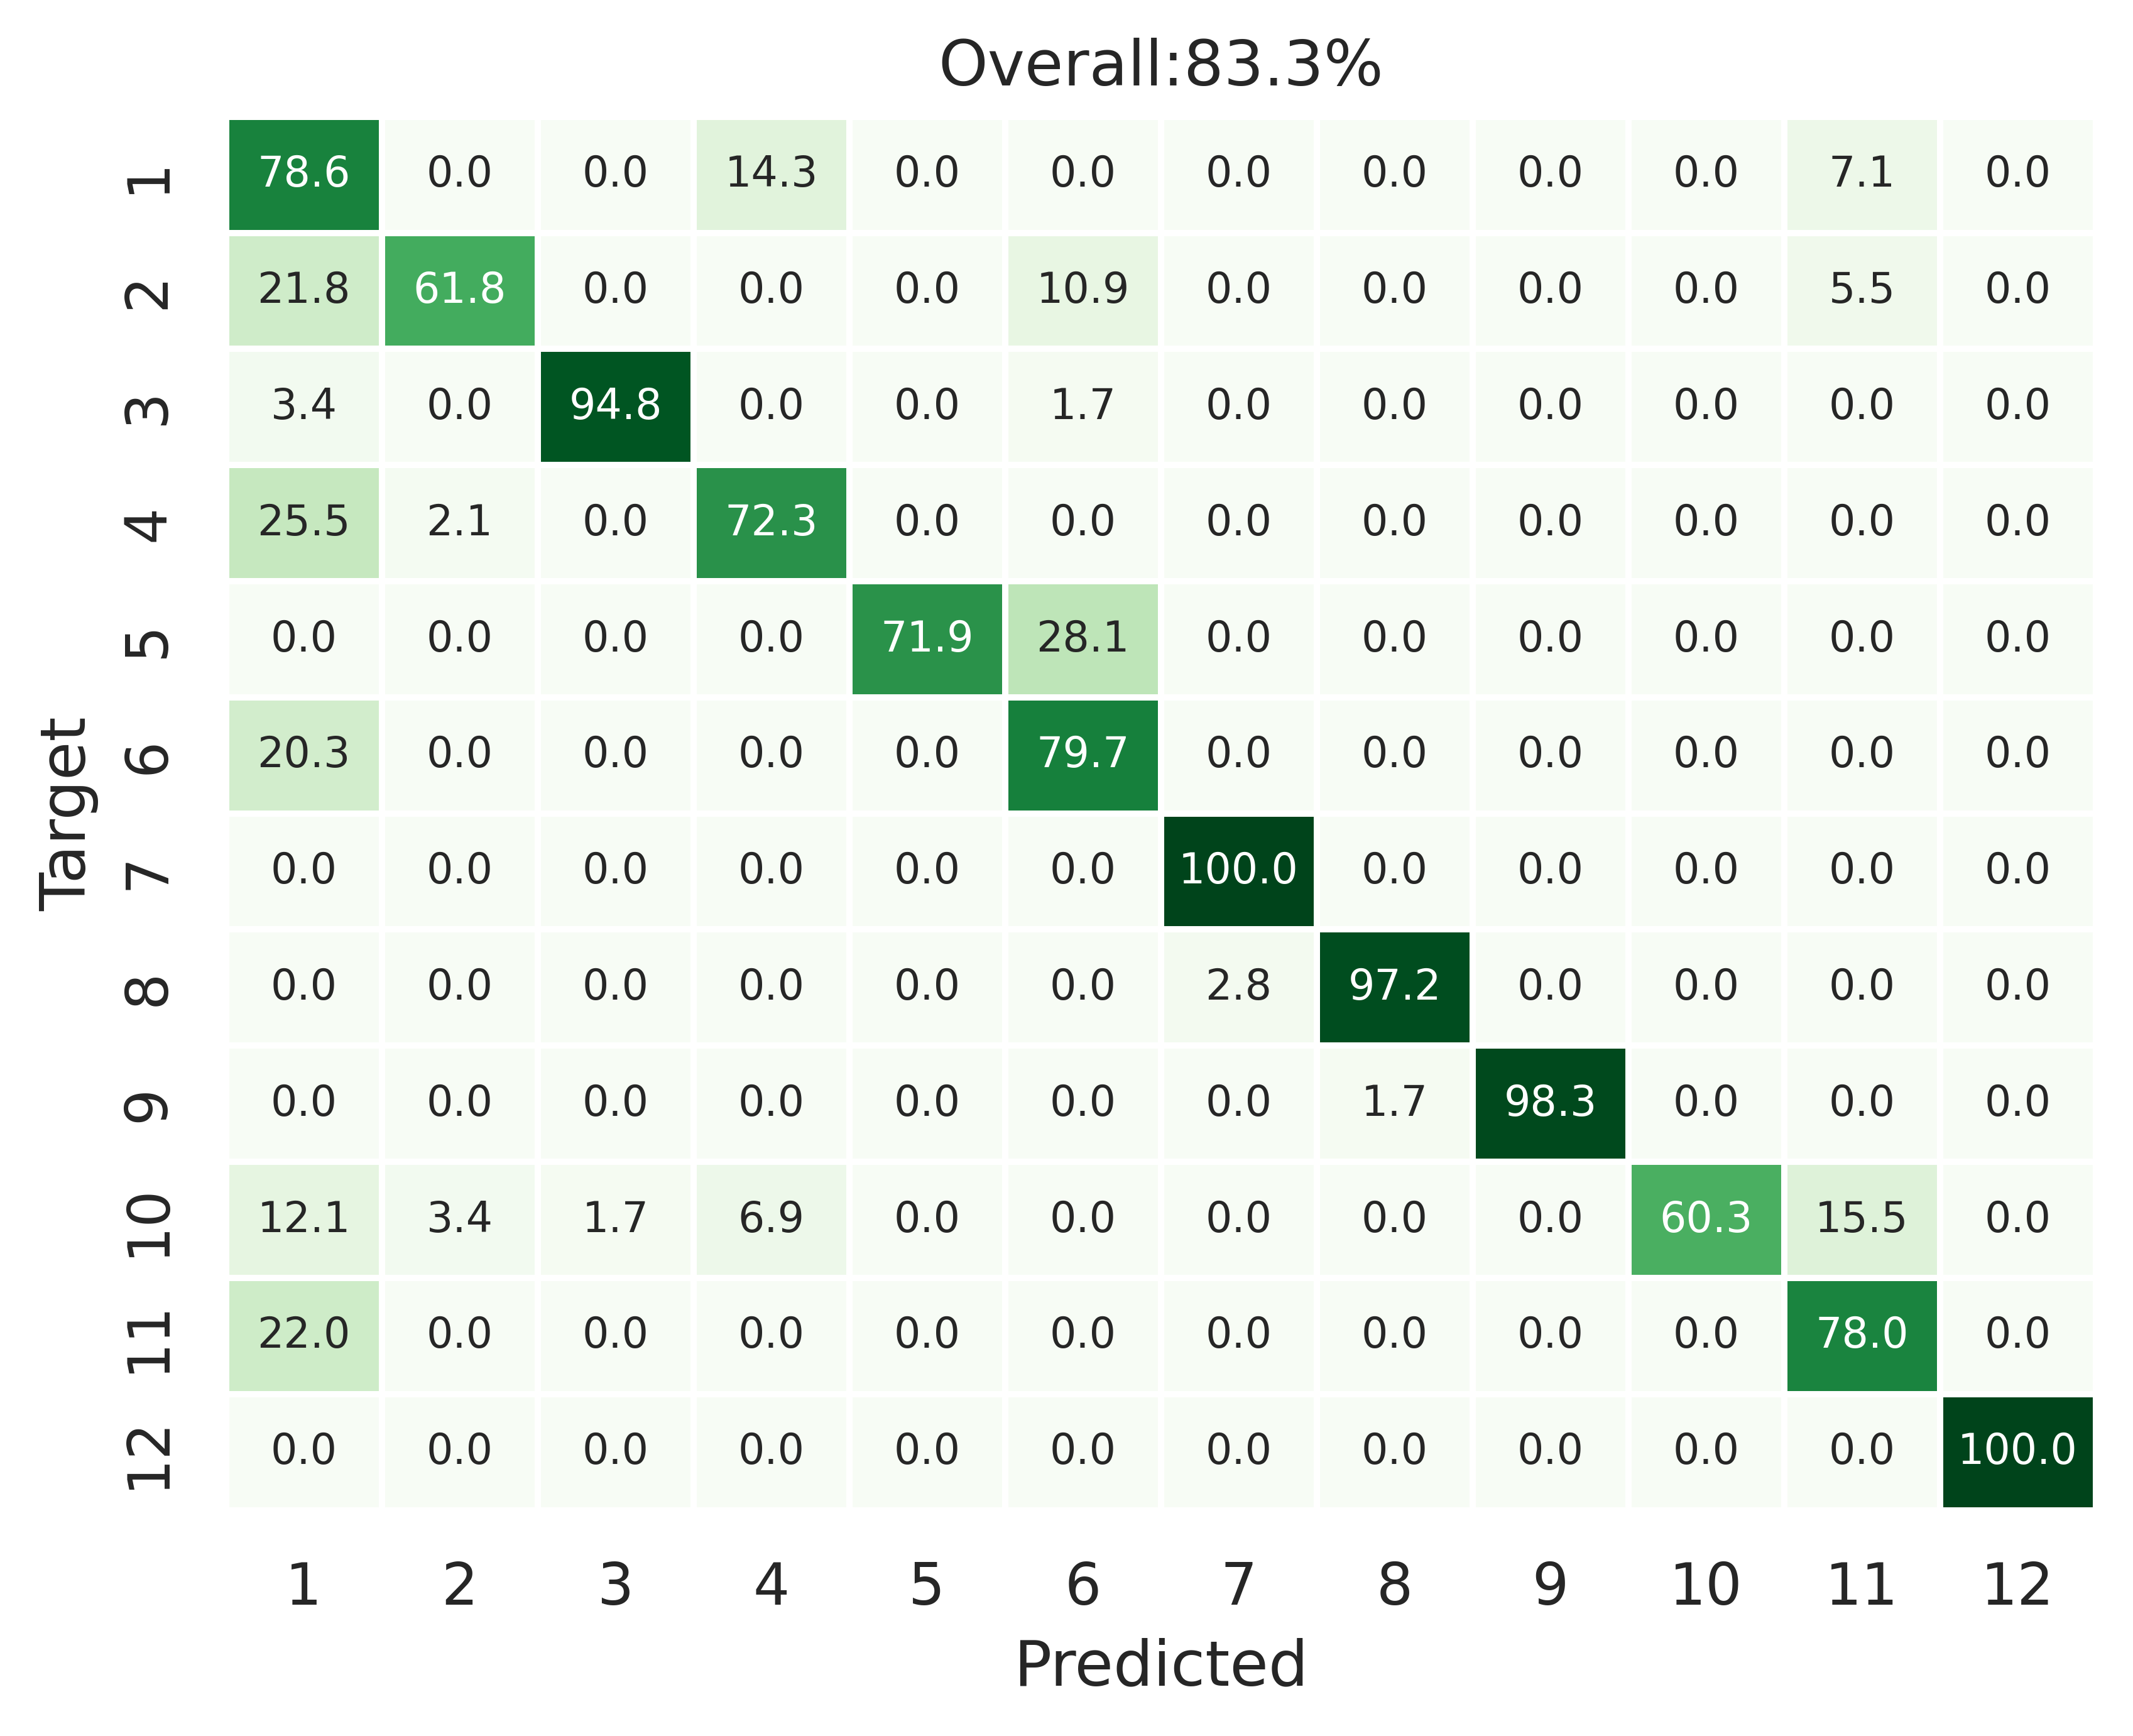 Overall:83.3%
1 78.6 0.0 0.0 14.3 0.0 0.0 0.0 0.0 0.0 0.0 7.1 0.0
2 21.8 61.8 0.0 0.0 0.0 10.9 0.0 0.0 0.0 0.0 5.5 0.0
3 3.4 0.0 94.8 0.0 0.0 1.7 0.0 0.0 0.0 0.0 0.0 0.0
4 25.5 2.1 0.0 72.3 0.0 0.0 0.0 0.0 0.0 0.0 0.0 0.0
5 0.0 0.0 0.0 0.0 71.9 28.1 0.0 0.0 0.0 0.0 0.0 0.0
6 20.3 0.0 0.0 0.0 0.0 79.7 0.0 0.0 0.0 0.0 0.0 0.0
7 0.0 0.0 0.0 0.0 0.0 0.0 100.0 0.0 0.0 0.0 0.0 0.0
8 0.0 0.0 0.0 0.0 0.0 0.0 2.8 97.2 0.0 0.0 0.0 0.0
9 0.0 0.0 0.0 0.0 0.0 0.0 0.0 1.7 98.3 0.0 0.0 0.0
10 12.1 3.4 1.7 6.9 0.0 0.0 0.0 0.0 0.0 60.3 15.5 0.0
11 22.0 0.0 0.0 0.0 0.0 0.0 0.0 0.0 0.0 0.0 78.0 0.0
12 0.0 0.0 0.0 0.0 0.0 0.0 0.0 0.0 0.0 0.0 0.0 100.0
Target
1 2 3 4 5 6 7 8 9 10 11 12
Predicted